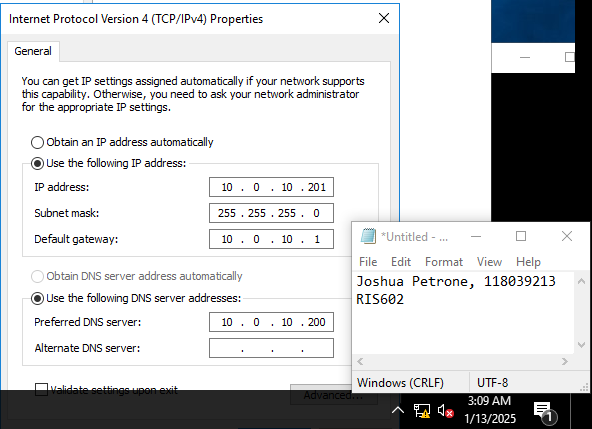 Internet Protocol Version 4 (TCP/IPv4) Properties
General
You can get IP settings assigned automatically if your network supports
this capability. Otherwise, you need to ask your network administrator
for the appropriate IP settings.
Obtain an IP address automatically
Use the following IP address:
IP address: 10 . 0 . 10 . 201
Subnet mask: 255 . 255 . 255 . 0
Default gateway: 10 . 0 . 10 . 1
Obtain DNS server address automatically
Use the following DNS server addresses:
Preferred DNS server: 10 . 0 . 10 . 200
Alternate DNS server: . . .
Validate settings upon exit
Advanced...
*Untitled - ...
File Edit Format View Help
Joshua Petrone, 118039213
RIS602
Windows (CRLF) UTF-8
3:09 AM
1/13/2025
1